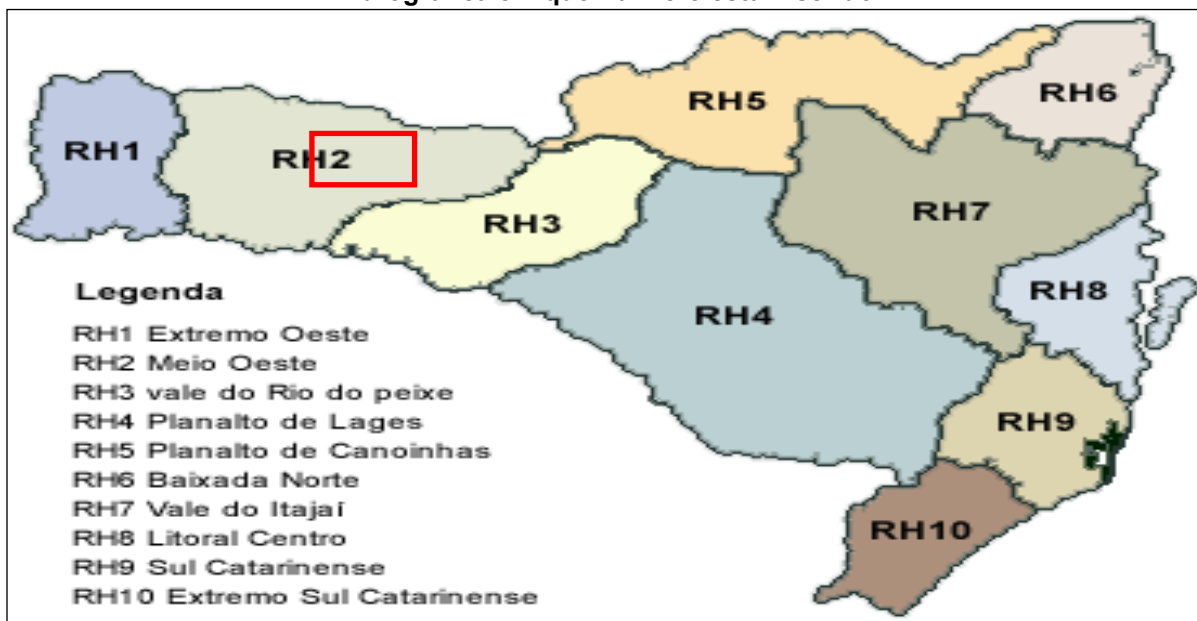 RH5
RH6
RH1
RH2
RH7
RH3
RH8
RH4
RH9
RH10
Legenda
RH1 Extremo Oeste
RH2 Meio Oeste
RH3 vale do Rio do peixe
RH4 Planalto de Lages
RH5 Planalto de Canoinhas
RH6 Baixada Norte
RH7 Vale do Itajaí
RH8 Litoral Centro
RH9 Sul Catarinense
RH10 Extremo Sul Catarinense